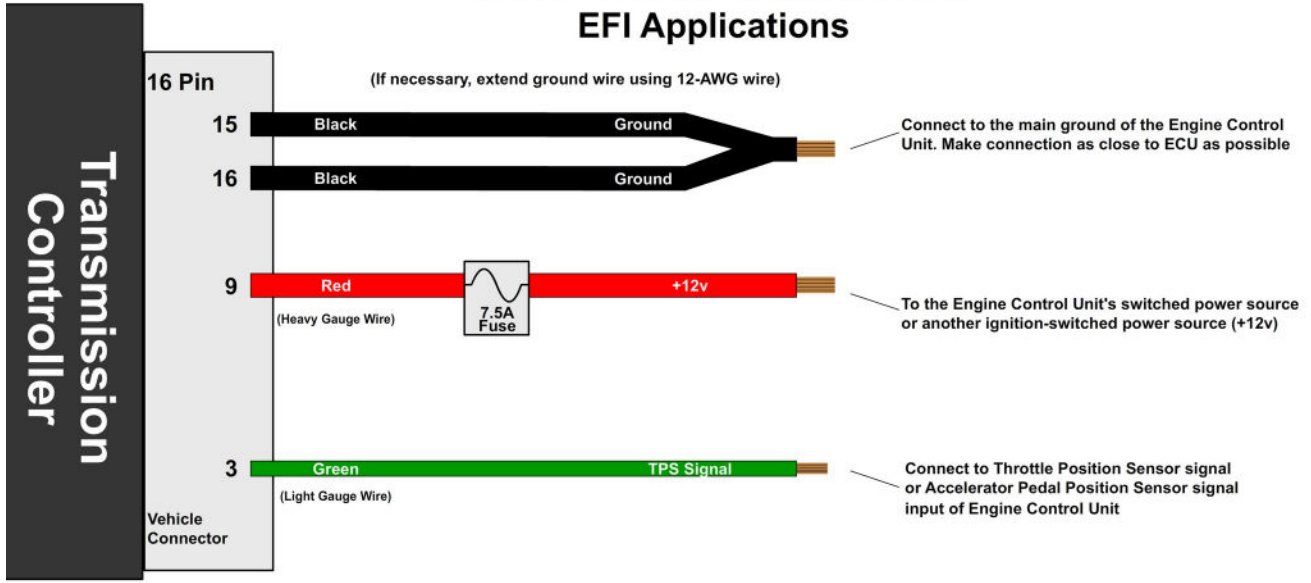 EFI Applications
Transmission
Controller
16 Pin
(If necessary, extend ground wire using 12-AWG wire)
15
Black
Ground
Connect to the main ground of the Engine Control
Unit. Make connection as close to ECU as possible
16
Black
Ground
9
Red
+12v
7.5A
Fuse
(Heavy Gauge Wire)
To the Engine Control Unit's switched power source
or another ignition-switched power source (+12v)
3
Green
TPS Signal
(Light Gauge Wire)
Connect to Throttle Position Sensor signal
or Accelerator Pedal Position Sensor signal
input of Engine Control Unit
Vehicle
Connector